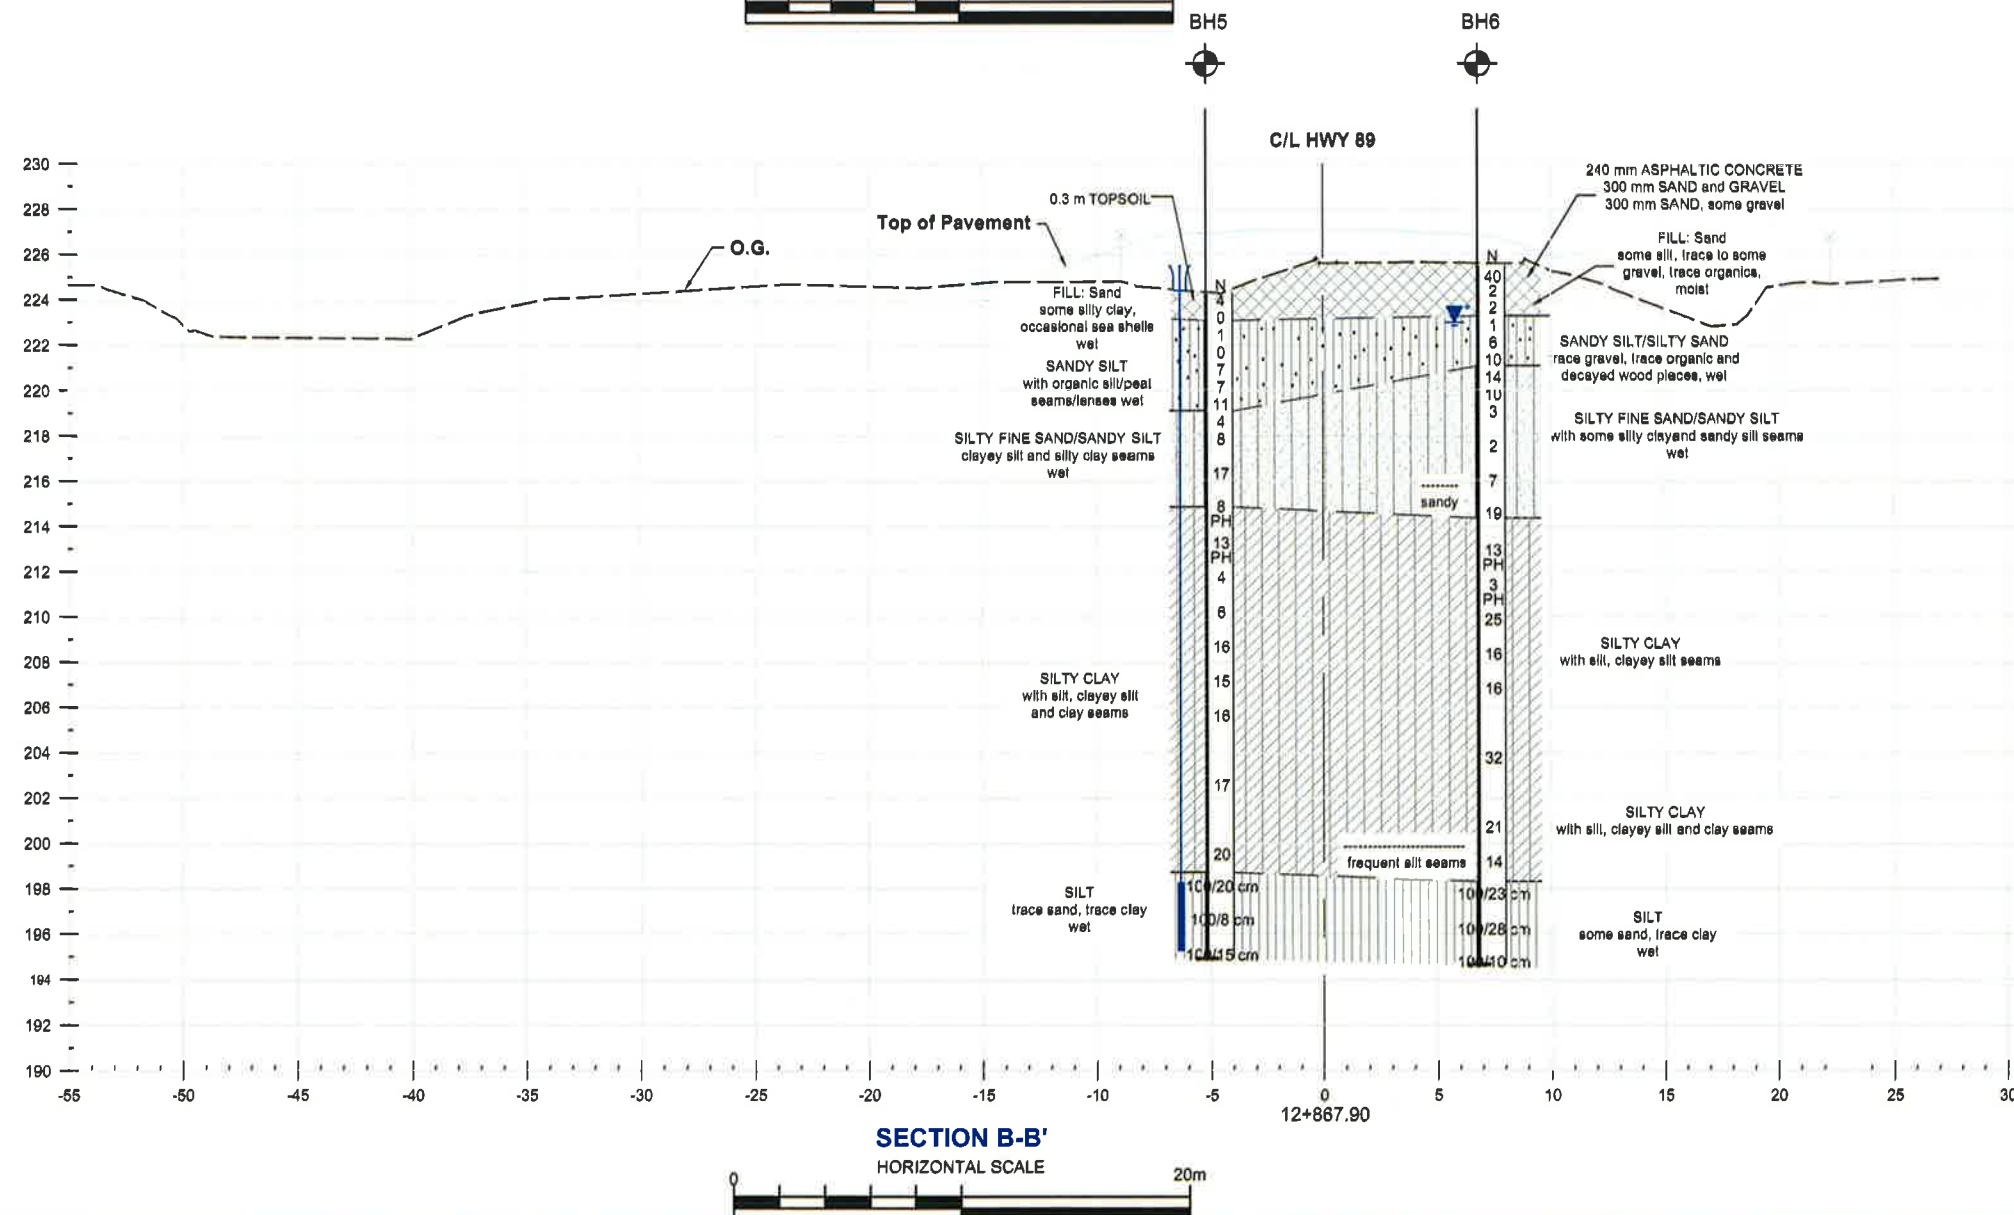 BH5
BH6
C/L HWY 89
230
228
226
224
222
220
218
216
214
212
210
208
206
204
202
200
198
196
194
192
190
0.3 m TOPSOIL
Top of Pavement
O.G.
FILL: Sand
some silty clay,
occasional sea shells
wet
SANDY SILT
with organic silt/peat
seams/lenses wet
SILTY FINE SAND/SANDY SILT
clayey silt and silty clay seams
wet
SILTY CLAY
with silt, clayey silt
and clay seams
SILT
trace sand, trace clay
wet
N
4
0
1
0
7
7
11
4
8
17
8
PH
13
PH
4
6
16
15
16
17
20
100/20 cm
100/8 cm
100/15 cm
sandy
frequent silt seams
N
40
2
2
1
6
10
14
10
3
2
7
19
13
PH
3
PH
25
16
16
32
21
14
100/23 cm
100/28 cm
100/10 cm
240 mm ASPHALTIC CONCRETE
300 mm SAND and GRAVEL
300 mm SAND, some gravel
FILL: Sand
some silt, trace to some
gravel, trace organics,
moist
SANDY SILT/SILTY SAND
race gravel, trace organic and
decayed wood pieces, wet
SILTY FINE SAND/SANDY SILT
with some silty clayand sandy silt seams
wet
SILTY CLAY
with silt, clayey silt seams
SILTY CLAY
with silt, clayey silt and clay seams
SILT
some sand, trace clay
wet
-55 -50 -45 -40 -35 -30 -25 -20 -15 -10 -5 0 5 10 15 20 25 30
12+867.90
SECTION B-B'
HORIZONTAL SCALE
0 20m